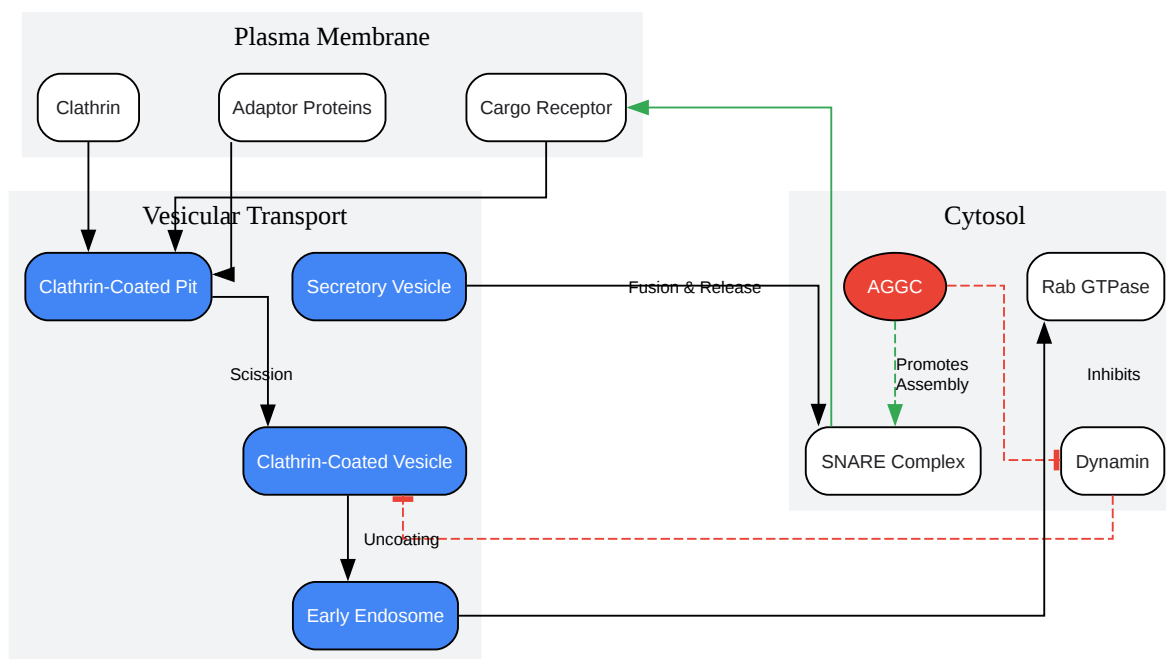 Plasma Membrane
Clathrin
Adaptor Proteins
Cargo Receptor
Vesicular Transport
Cytosol
Clathrin-Coated Pit
Secretory Vesicle
Fusion & Release
AGGC
Rab GTPase
Scission
Promotes
Assembly
Inhibits
Clathrin-Coated Vesicle
SNARE Complex
Dynamin
Uncoating
Early Endosome